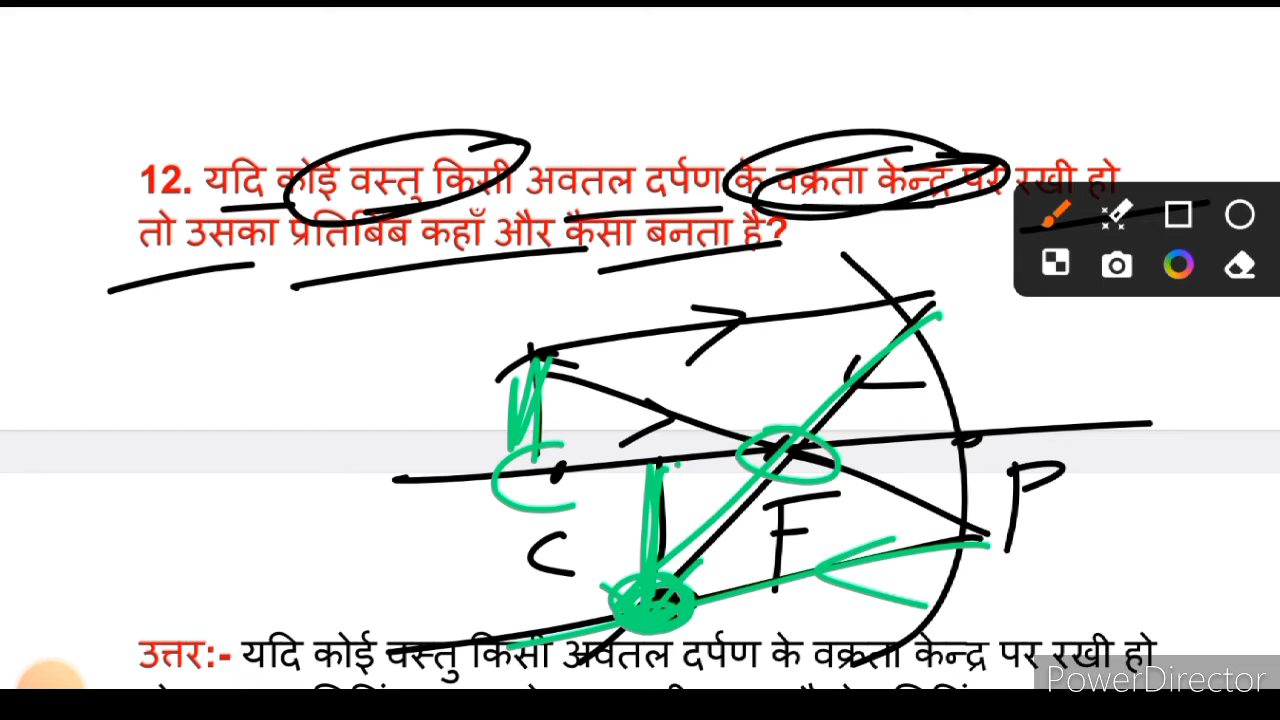 12. यदि कोई वस्तु किसी अवतल दर्पण के वक्रता केन्द्र पर रखी हो
तो उसका प्रतिबिंब कहाँ और कैसा बनता है?
C
F
P
उत्तर:- यदि कोई वस्तु किसी अवतल दर्पण के वक्रता केन्द्र पर रखी हो
PowerDirector